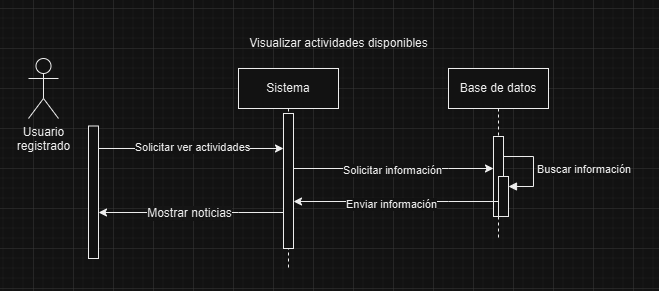 Visualizar actividades disponibles
Sistema
Base de datos
Usuario
registrado
Solicitar ver actividades
Solicitar información
Buscar información
Enviar información
Mostrar noticias